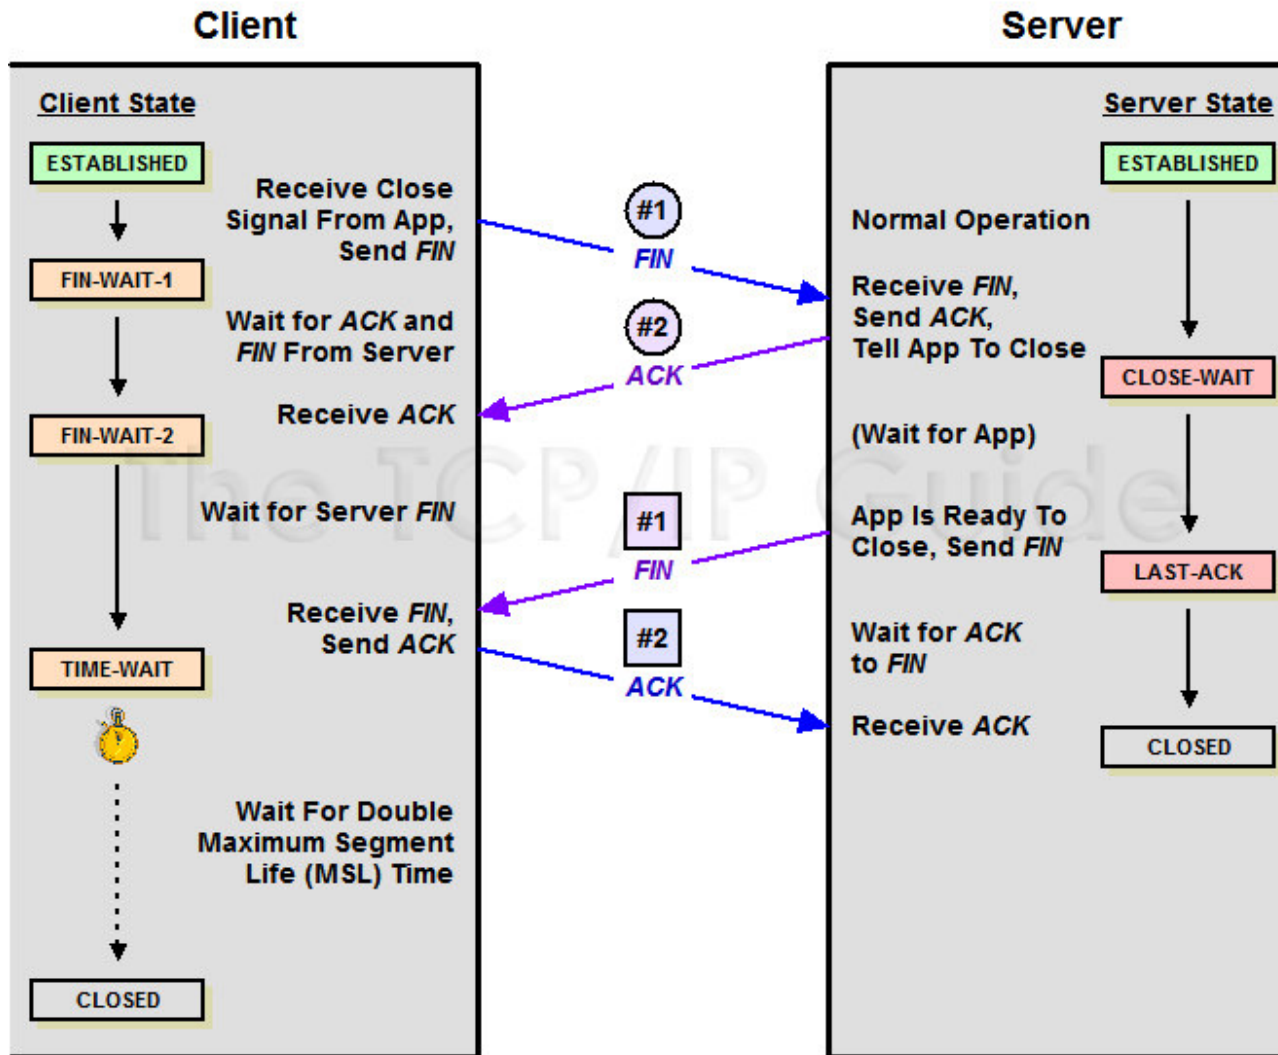 Client
Server
Client State
ESTABLISHED
Receive Close
Signal From App,
Send FIN
FIN-WAIT-1
Wait for ACK and
FIN From Server
Receive ACK
FIN-WAIT-2
Wait for Server FIN
Receive FIN,
Send ACK
TIME-WAIT
Wait For Double
Maximum Segment
Life (MSL) Time
CLOSED
#1
FIN
#2
ACK
#1
FIN
#2
ACK
Server State
ESTABLISHED
Normal Operation
Receive FIN,
Send ACK,
Tell App To Close
CLOSE-WAIT
(Wait for App)
App Is Ready To
Close, Send FIN
LAST-ACK
Wait for ACK
to FIN
Receive ACK
CLOSED
The TCP/IP Guide